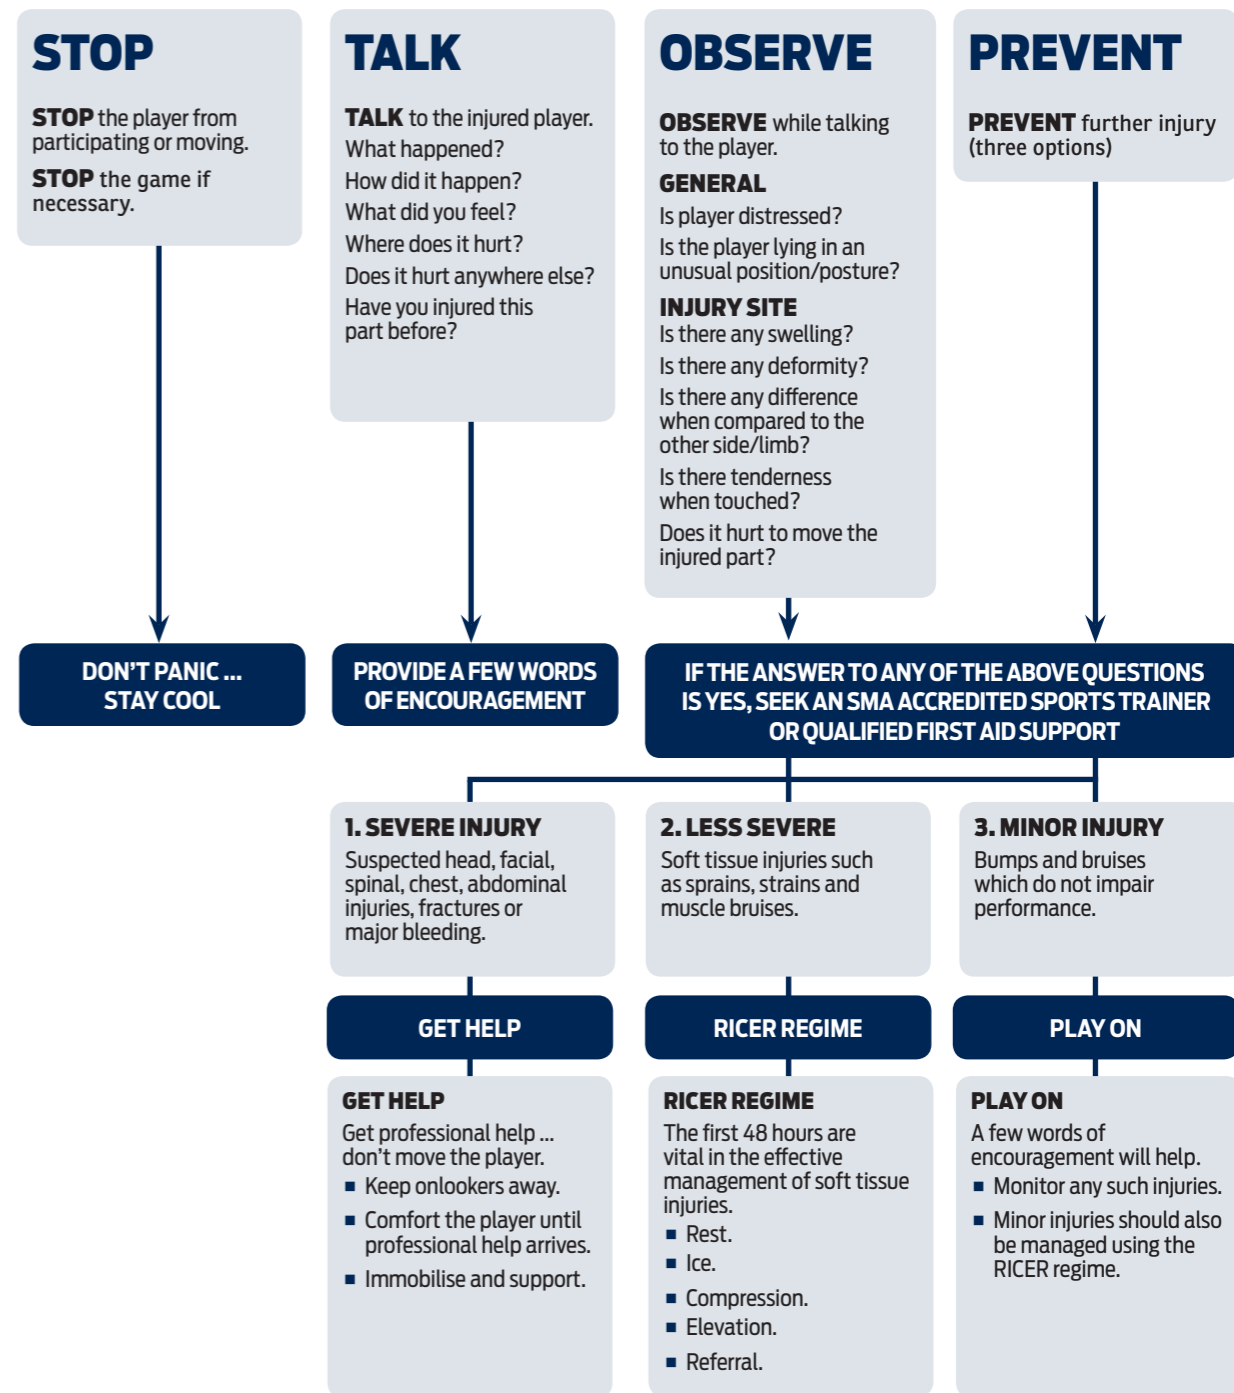 STOP
STOP the player from
participating or moving.
STOP the game if
necessary.
TALK
TALK to the injured player.
What happened?
How did it happen?
What did you feel?
Where does it hurt?
Does it hurt anywhere else?
Have you injured this
part before?
OBSERVE
OBSERVE while talking
to the player.
GENERAL
Is player distressed?
Is the player lying in an
unusual position/posture?
INJURY SITE
Is there any swelling?
Is there any deformity?
Is there any difference
when compared to the
other side/limb?
Is there tenderness
when touched?
Does it hurt to move the
injured part?
PREVENT
PREVENT further injury
(three options)
DON'T PANIC ...
STAY COOL
PROVIDE A FEW WORDS
OF ENCOURAGEMENT
IF THE ANSWER TO ANY OF THE ABOVE QUESTIONS
IS YES, SEEK AN SMA ACCREDITED SPORTS TRAINER
OR QUALIFIED FIRST AID SUPPORT
1. SEVERE INJURY
Suspected head, facial,
spinal, chest, abdominal
injuries, fractures or
major bleeding.
2. LESS SEVERE
Soft tissue injuries such
as sprains, strains and
muscle bruises.
3. MINOR INJURY
Bumps and bruises
which do not impair
performance.
GET HELP
RICER REGIME
PLAY ON
GET HELP
Get professional help ...
don't move the player.
▪ Keep onlookers away.
▪ Comfort the player until
professional help arrives.
▪ Immobilise and support.
RICER REGIME
The first 48 hours are
vital in the effective
management of soft tissue
injuries.
▪ Rest.
▪ Ice.
▪ Compression.
▪ Elevation.
▪ Referral.
PLAY ON
A few words of
encouragement will help.
▪ Monitor any such injuries.
▪ Minor injuries should also
be managed using the
RICER regime.